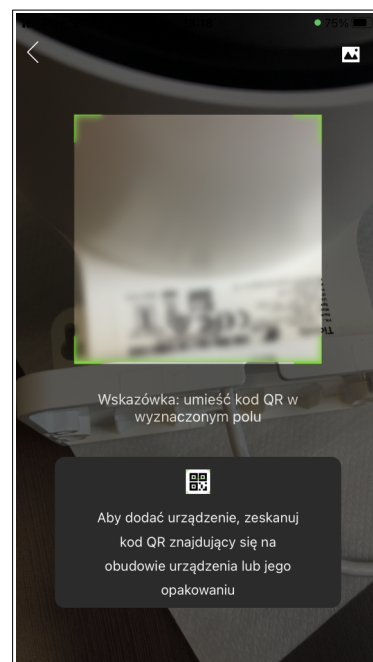 75%
Wskazówka: umieść kod QR w
wyznaczonym polu
Aby dodać urządzenie, zeskanuj
kod QR znajdujący się na
obudowie urządzenia lub jego
opakowaniu